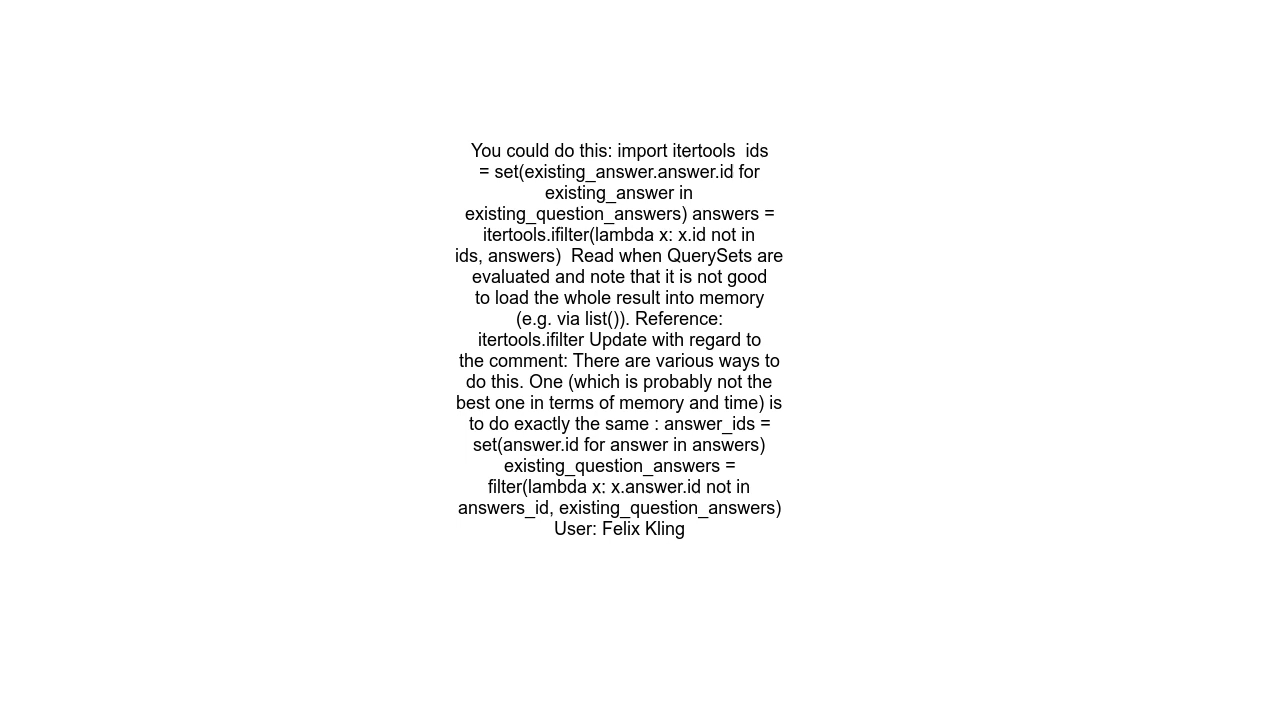 You could do this: import itertools  ids
= set(existing_answer.answer.id for
existing_answer in
existing_question_answers) answers =
itertools.ifilter(lambda x: x.id not in
ids, answers)  Read when QuerySets are
evaluated and note that it is not good
to load the whole result into memory
(e.g. via list()). Reference:
itertools.ifilter Update with regard to
the comment: There are various ways to
do this. One (which is probably not the
best one in terms of memory and time) is
to do exactly the same : answer_ids =
set(answer.id for answer in answers)
existing_question_answers =
filter(lambda x: x.answer.id not in
answers_id, existing_question_answers)
User: Felix Kling